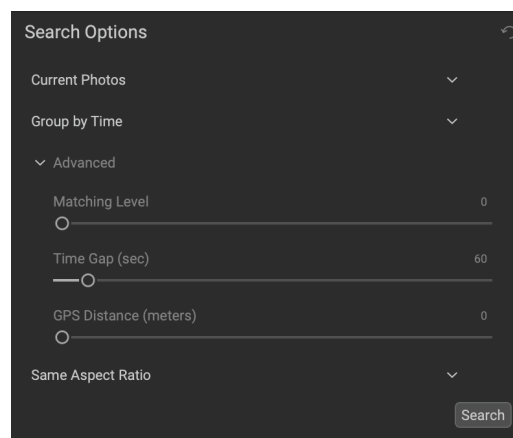 Search Options
Current Photos
Group by Time
Advanced
Matching Level 0
Time Gap (sec) 60
GPS Distance (meters) 0
Same Aspect Ratio
Search